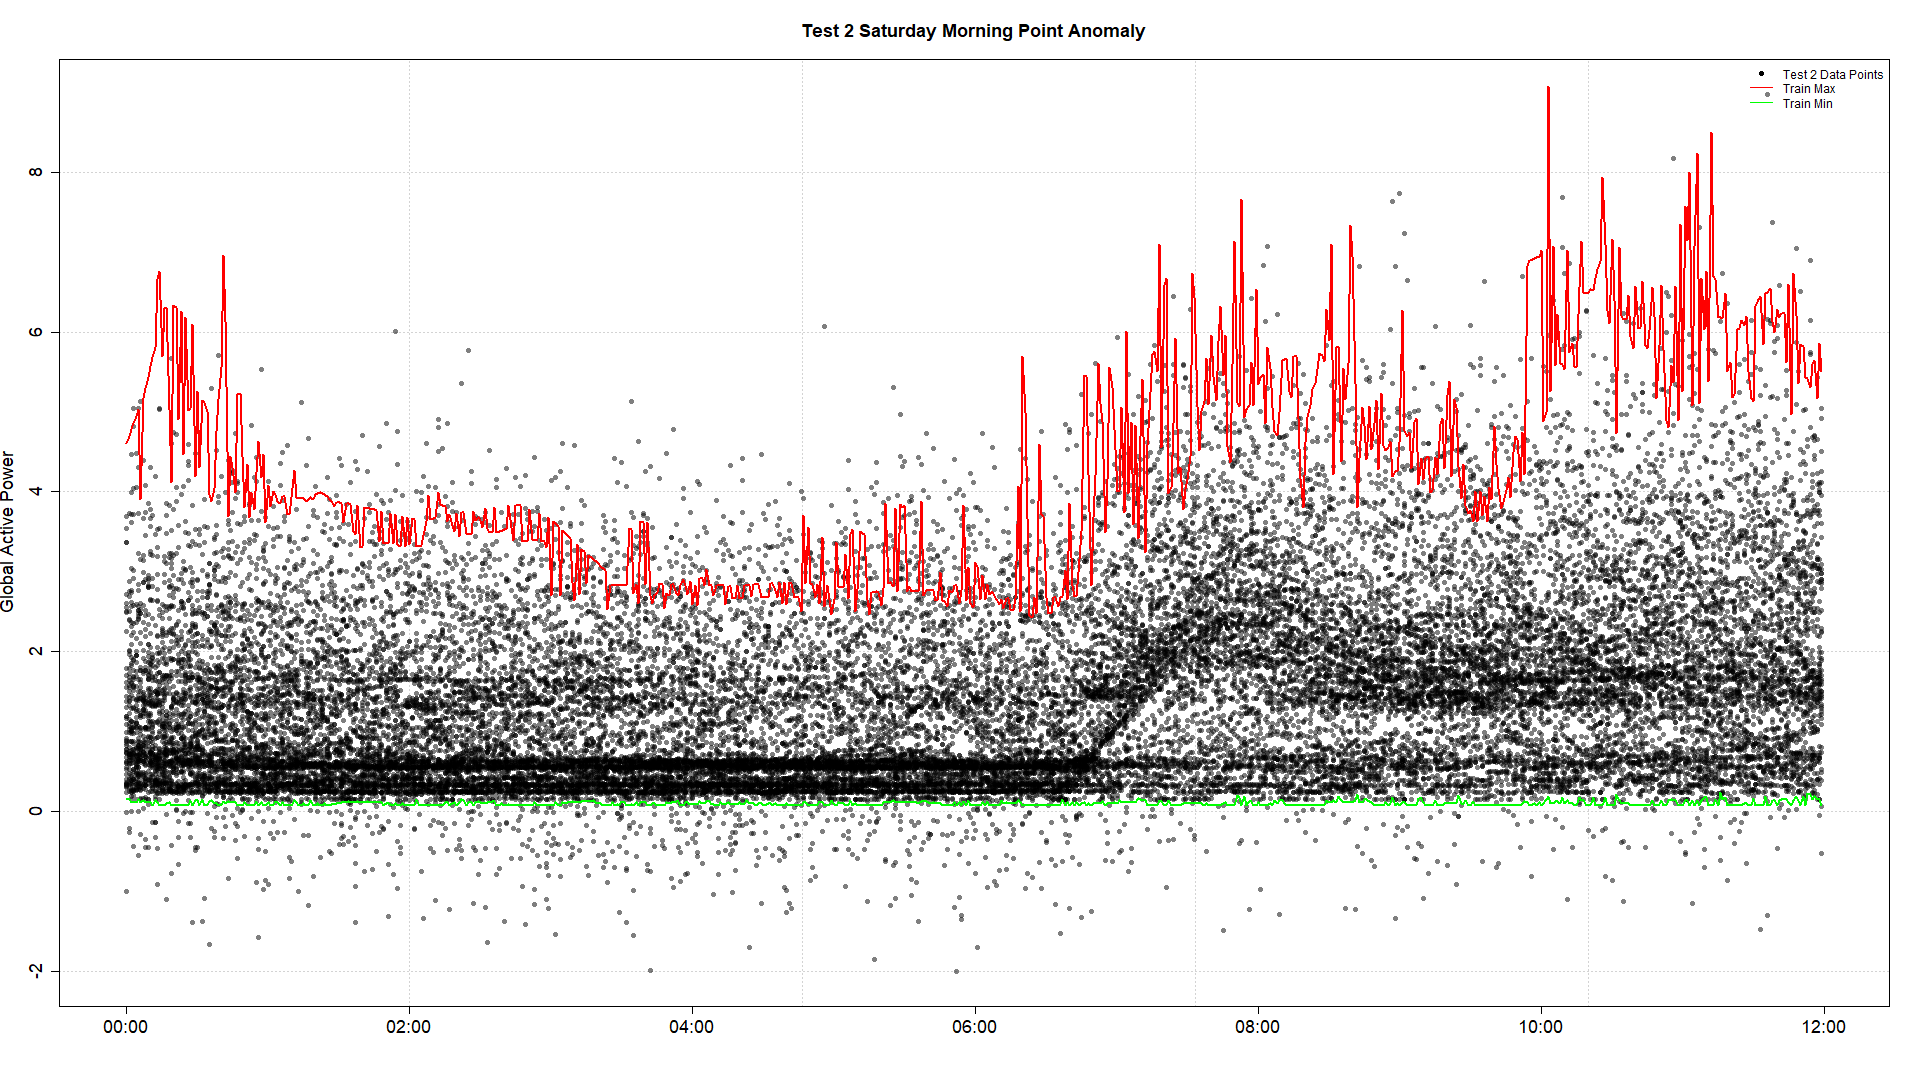 Test 2 Saturday Morning Point Anomaly
Test 2 Data Points
Train Max
Train Min
Global Active Power
8
6
4
2
0
-2
00:00
02:00
04:00
06:00
08:00
10:00
12:00